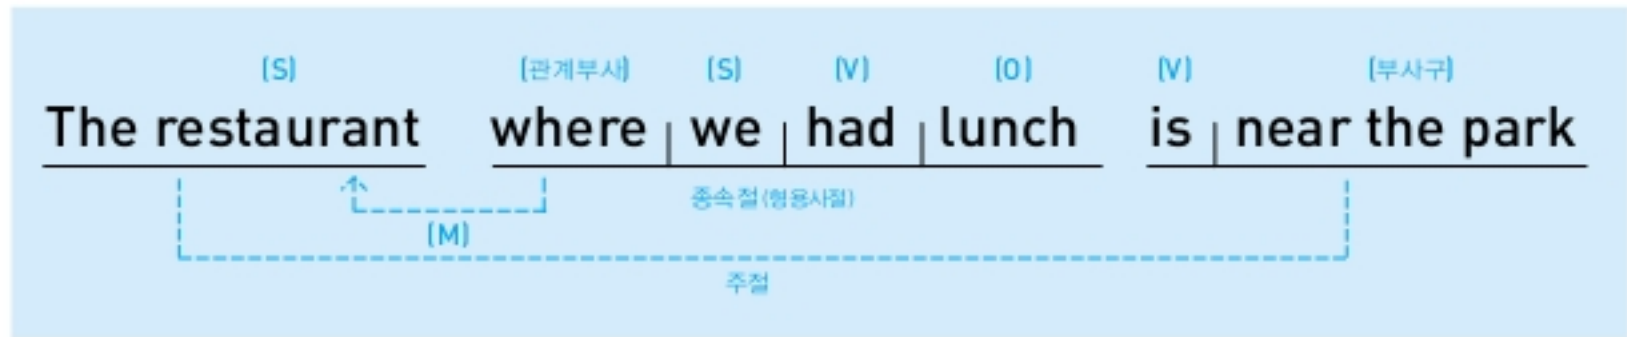 (S) (관계부사) (S) (V) (O) (V) (부사구)
The restaurant where we had lunch is near the park
종속절(형용사절)
(M)
주절